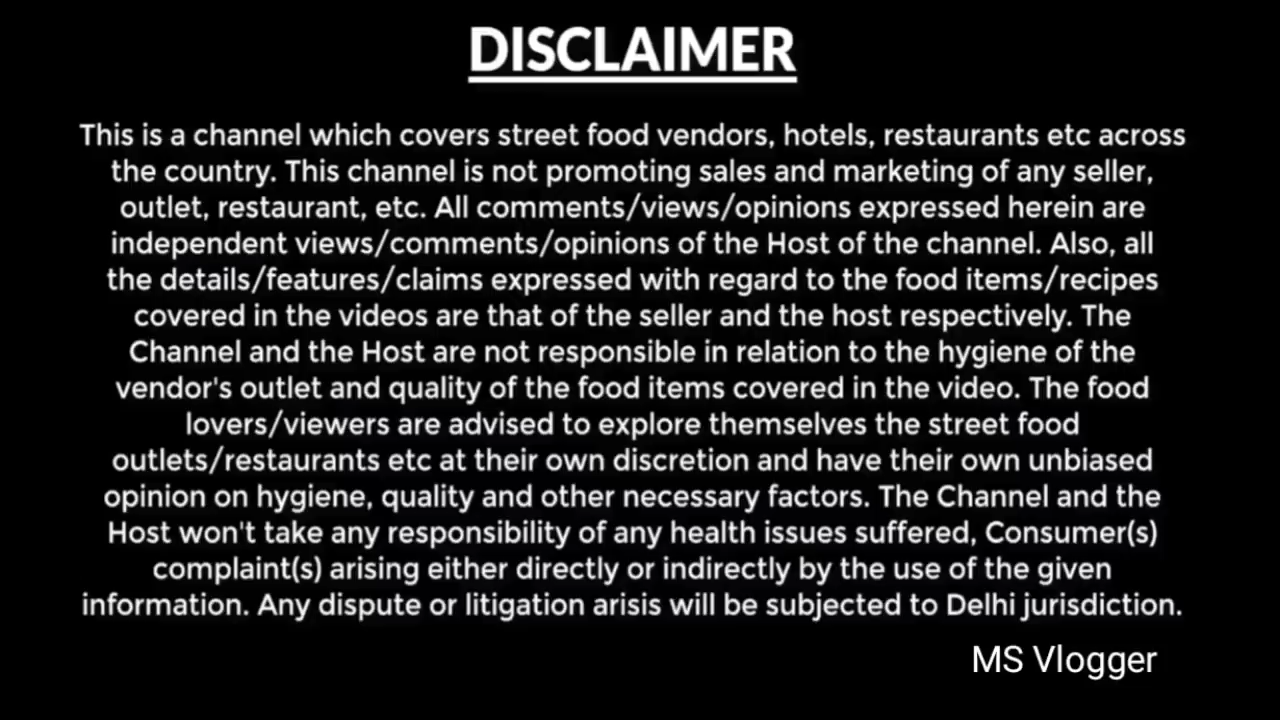 DISCLAIMER
This is a channel which covers street food vendors, hotels, restaurants etc across
the country. This channel is not promoting sales and marketing of any seller,
outlet, restaurant, etc. All comments/views/opinions expressed herein are
independent views/comments/opinions of the Host of the channel. Also, all
the details/features/claims expressed with regard to the food items/recipes
covered in the videos are that of the seller and the host respectively. The
Channel and the Host are not responsible in relation to the hygiene of the
vendor's outlet and quality of the food items covered in the video. The food
lovers/viewers are advised to explore themselves the street food
outlets/restaurants etc at their own discretion and have their own unbiased
opinion on hygiene, quality and other necessary factors. The Channel and the
Host won't take any responsibility of any health issues suffered, Consumer(s)
complaint(s) arising either directly or indirectly by the use of the given
information. Any dispute or litigation arisis will be subjected to Delhi jurisdiction.
MS Vlogger